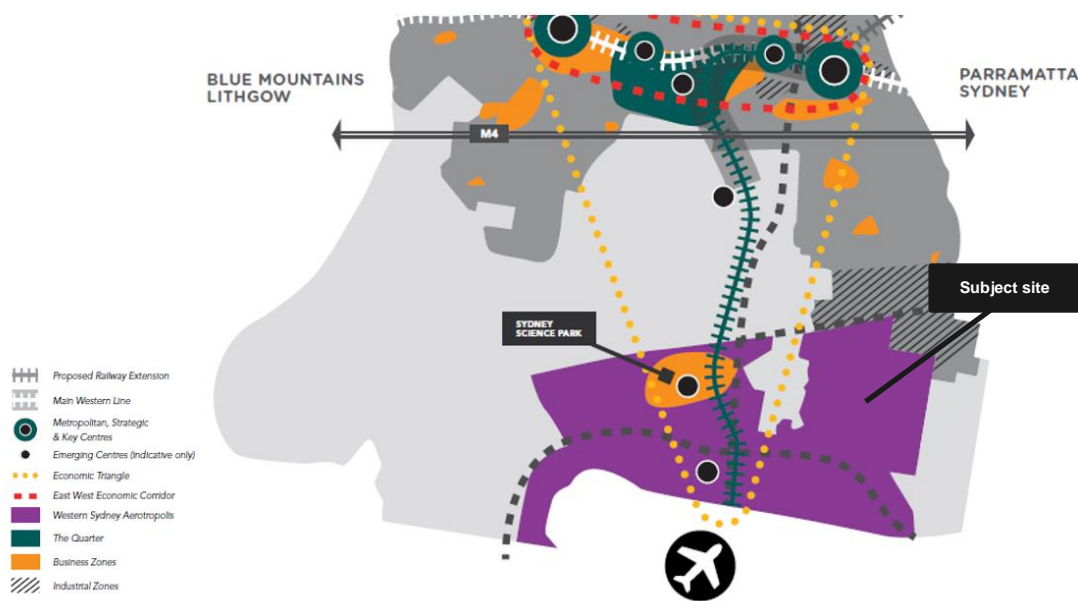 BLUE MOUNTAINS
LITHGOW
PARRAMATTA
SYDNEY
M4
Subject site
SYDNEY
SCIENCE PARK
Proposed Railway Extension
Main Western Line
Metropolitan, Strategic
& Key Centres
Emerging Centres (indicative only)
Economic Triangle
East West Economic Corridor
Western Sydney Aerotropolis
The Quarter
Business Zones
Industrial Zones